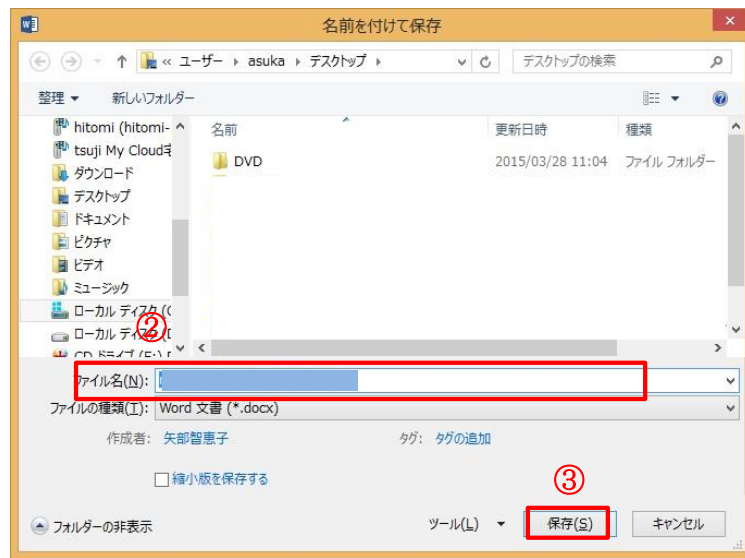 名前を付けて保存
« ユーザー ▸ asuka ▸ デスクトップ ▸
デスクトップの検索
整理 ▼ 新しいフォルダー
名前 更新日時 種類
hitomi (hitomi-
tsuji My Cloud
ダウンロード
デスクトップ
ドキュメント
ピクチャ
ビデオ
ミュージック
ローカル ディスク (C
ローカル ディスク (D
CD ドライブ (F:)
DVD 2015/03/28 11:04 ファイル フォルダー
②
ファイル名(N):
ファイルの種類(T): Word 文書 (*.docx)
作成者: 矢部智恵子 タグ: タグの追加
縮小版を保存する
③
フォルダーの非表示 ツール(L) ▼ 保存(S) キャンセル